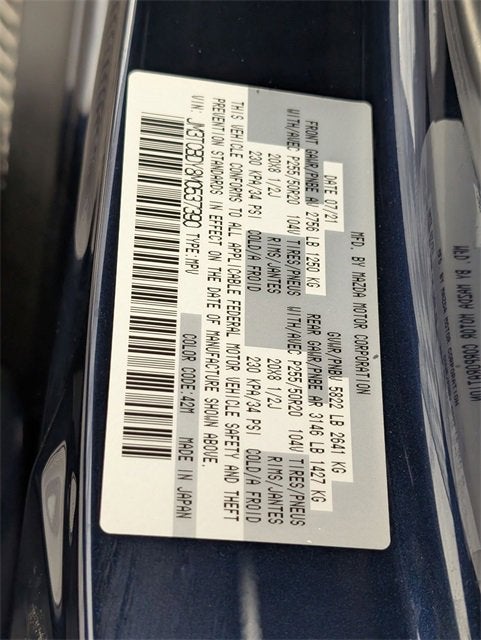 MFD. BY MAZDA MOTOR CORPORATION
DATE 07/21 GVWR/PNBV 5822 LB 2641 KG
FRONT GAWR/PNBE AV 2756 LB 1250 KG REAR GAWR/PNBE AR 3146 LB 1427 KG
WITH/AVEC P255/50R20 104V TIRES/PNEUS WITH/AVEC P255/50R20 104V TIRES/PNEUS
20X8 1/2J RIMS/JANTES 20X8 1/2J RIMS/JANTES
230 KPA/34 PSI COLD/A FROID 230 KPA/34 PSI COLD/A FROID
THIS VEHICLE CONFORMS TO ALL APPLICABLE FEDERAL MOTOR VEHICLE SAFETY AND THEFT
PREVENTION STANDARDS IN EFFECT ON THE DATE OF MANUFACTURE SHOWN ABOVE.
VIN: TYPE:MPV COLOR CODE:42M MADE IN JAPAN